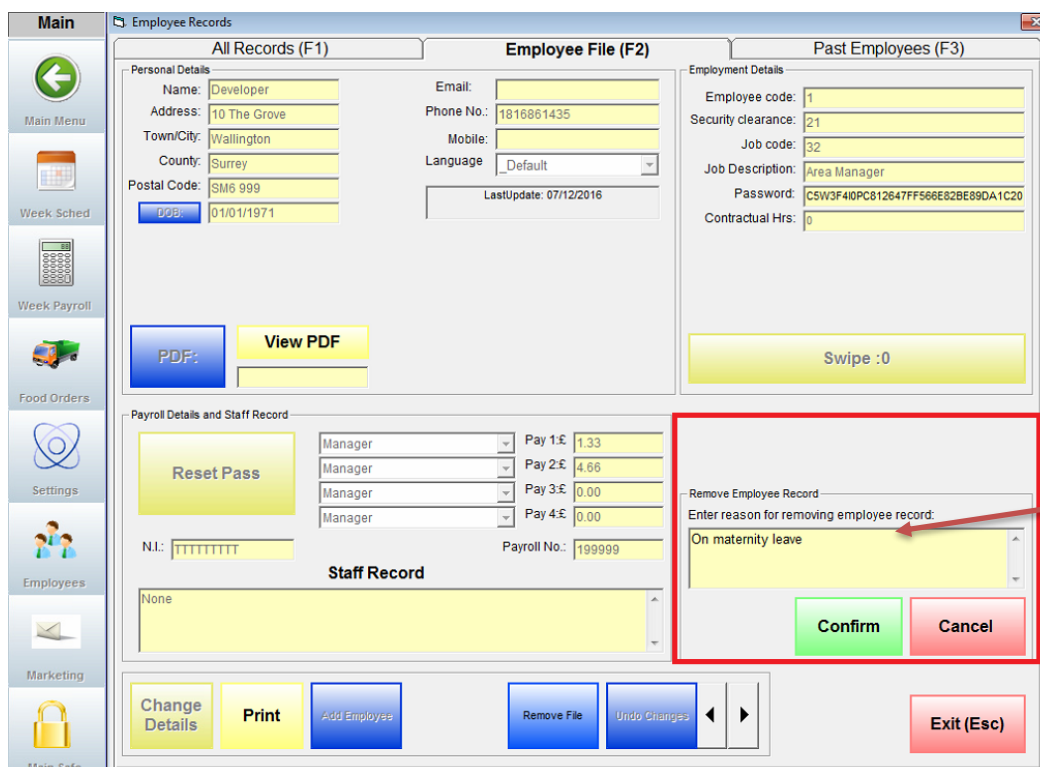 Main
Employee Records
All Records (F1)
Employee File (F2)
Past Employees (F3)
Main Menu
Week Sched
Week Payroll
Food Orders
Settings
Employees
Marketing
Main Safe
Personal Details
Name: Developer
Address: 10 The Grove
Town/City: Wallington
County: Surrey
Postal Code: SM6 999
DOB: 01/01/1971
Email:
Phone No.: 1816861435
Mobile:
Language _Default
LastUpdate: 07/12/2016
PDF:
View PDF
Employment Details
Employee code: 1
Security clearance: 21
Job code: 32
Job Description: Area Manager
Password: C5W3F4I0PC812647FF566E82BE89DA1C20
Contractual Hrs: 0
Swipe :0
Payroll Details and Staff Record
Reset Pass
Manager Pay 1:£ 1.33
Manager Pay 2:£ 4.66
Manager Pay 3:£ 0.00
Manager Pay 4:£ 0.00
N.I.: TTTTTTTTT
Payroll No.: 199999
Staff Record
None
Remove Employee Record
Enter reason for removing employee record:
On maternity leave
Confirm
Cancel
Change Details
Print
Add Employee
Remove File
Undo Changes
Exit (Esc)